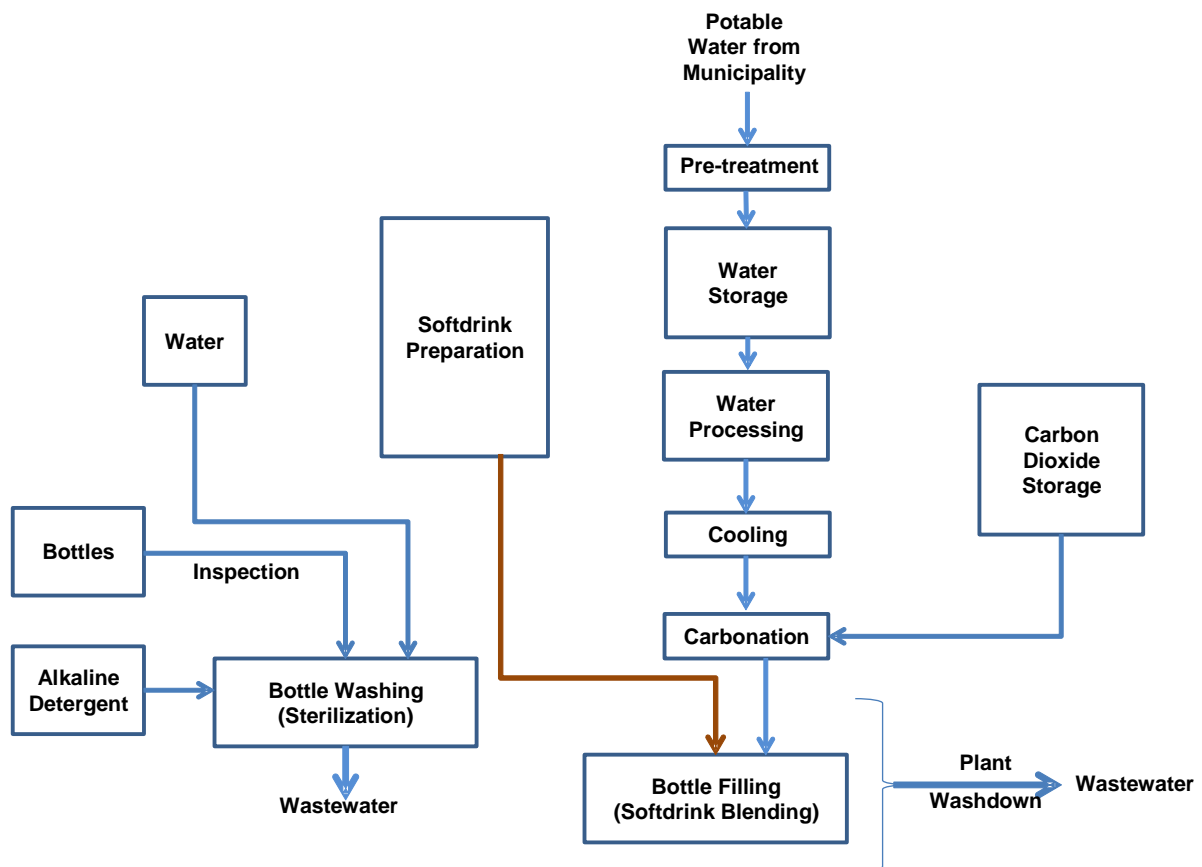 Potable
Water from
Municipality
Pre-treatment
Water
Storage
Softdrink
Preparation
Water
Water
Processing
Carbon
Dioxide
Storage
Cooling
Bottles
Inspection
Carbonation
Alkaline
Detergent
Bottle Washing
(Sterilization)
Plant
Washdown
Wastewater
Bottle Filling
(Softdrink Blending)
Wastewater